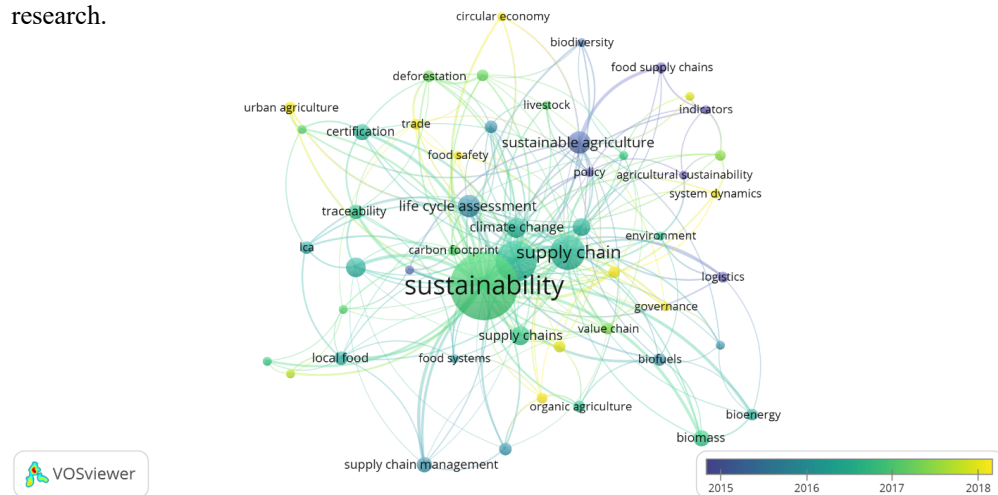 research.
circular economy
biodiversity
food supply chains
deforestation
livestock
indicators
urban agriculture
trade
certification
sustainable agriculture
food safety
policy
agricultural sustainability
system dynamics
life cycle assessment
traceability
climate change
environment
lca
carbon footprint
supply chain
logistics
sustainability
governance
supply chains
value chain
local food
food systems
biofuels
organic agriculture
bioenergy
biomass
supply chain management
VOSviewer
2015 2016 2017 2018